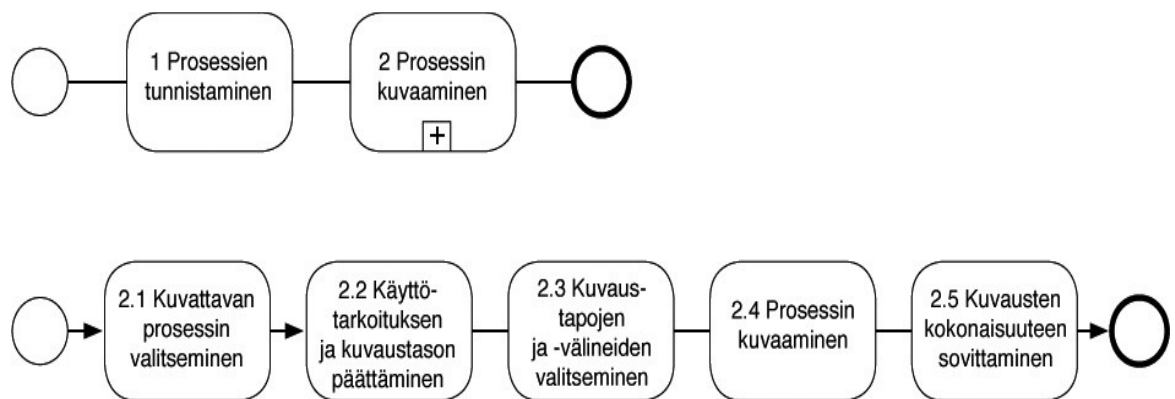 1 Prosessien
tunnistaminen
2 Prosessin
kuvaaminen
+
2.1 Kuvattavan
prosessin
valitseminen
2.2 Käyttö-
tarkoituksen
ja kuvaustason
päättäminen
2.3 Kuvaus-
tapojen
ja -välineiden
valitseminen
2.4 Prosessin
kuvaaminen
2.5 Kuvausten
kokonaisuuteen
sovittaminen